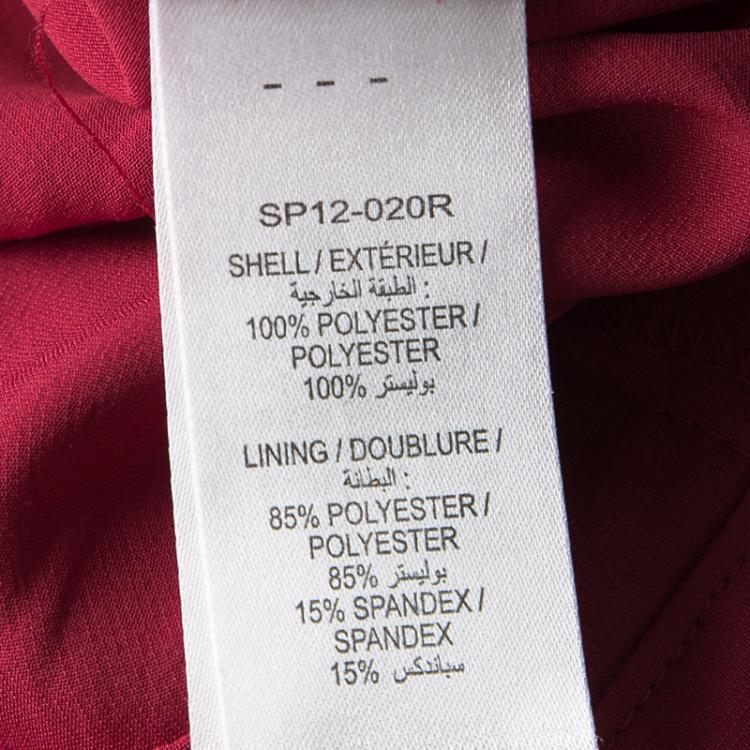 - - -
SP12-020R
SHELL / EXTÉRIEUR /
الطبقة الخارجية :
100% POLYESTER /
POLYESTER
100% بوليستر
LINING / DOUBLURE /
البطانة :
85% POLYESTER /
POLYESTER
85% بوليستر
15% SPANDEX /
SPANDEX
15% سباندكس